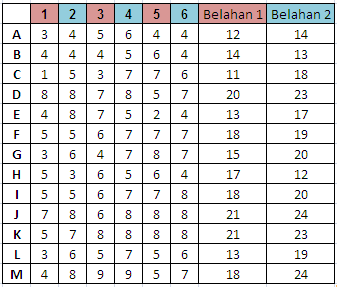 1 2 3 4 5 6 Belahan 1 Belahan 2
A 3 4 5 6 4 4 12 14
B 4 4 4 5 6 4 14 13
C 1 5 3 7 7 6 11 18
D 8 8 7 8 5 7 20 23
E 4 8 7 5 2 4 13 17
F 5 5 6 7 7 7 18 19
G 3 6 4 7 8 7 15 20
H 5 3 6 5 6 4 17 12
I 5 5 6 7 7 8 18 20
J 7 8 6 8 8 8 21 24
K 5 7 8 8 8 8 21 23
L 3 6 5 7 5 6 13 19
M 4 8 9 9 5 7 18 24